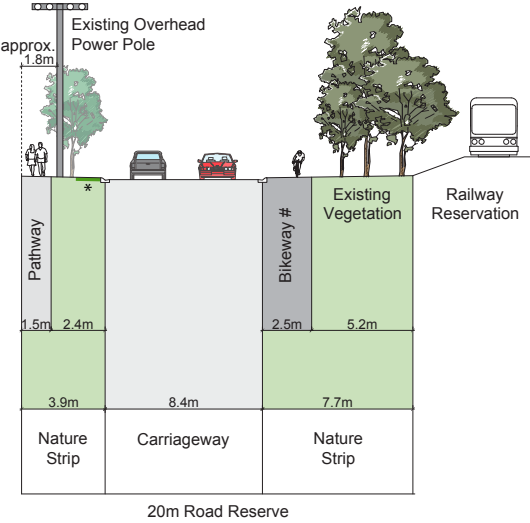 Existing Overhead
Power Pole
approx.
1.8m
*
Pathway
Bikeway #
Existing
Vegetation
Railway
Reservation
1.5m
2.4m
2.5m
5.2m
3.9m
8.4m
7.7m
Nature
Strip
Carriageway
Nature
Strip
20m Road Reserve